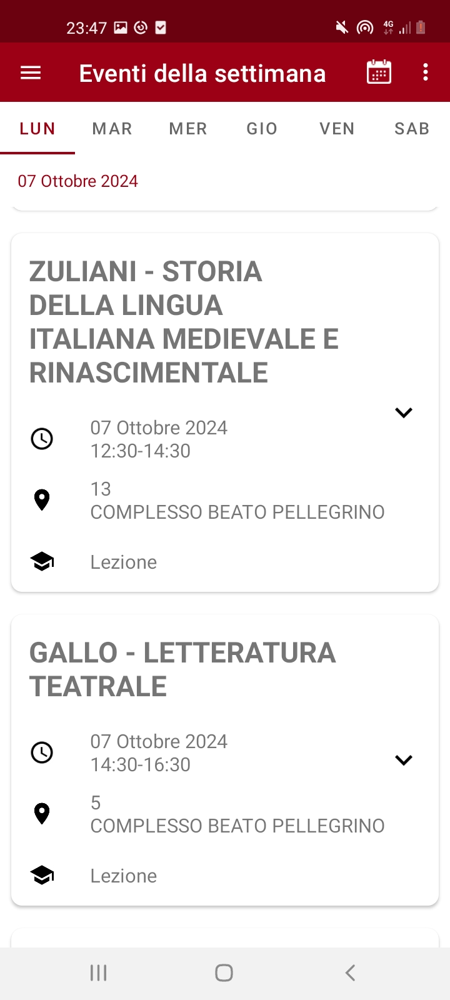 23:47
4G
Eventi della settimana
LUN MAR MER GIO VEN SAB
07 Ottobre 2024
ZULIANI - STORIA
DELLA LINGUA
ITALIANA MEDIEVALE E
RINASCIMENTALE
07 Ottobre 2024
12:30-14:30
13
COMPLESSO BEATO PELLEGRINO
Lezione
GALLO - LETTERATURA
TEATRALE
07 Ottobre 2024
14:30-16:30
5
COMPLESSO BEATO PELLEGRINO
Lezione